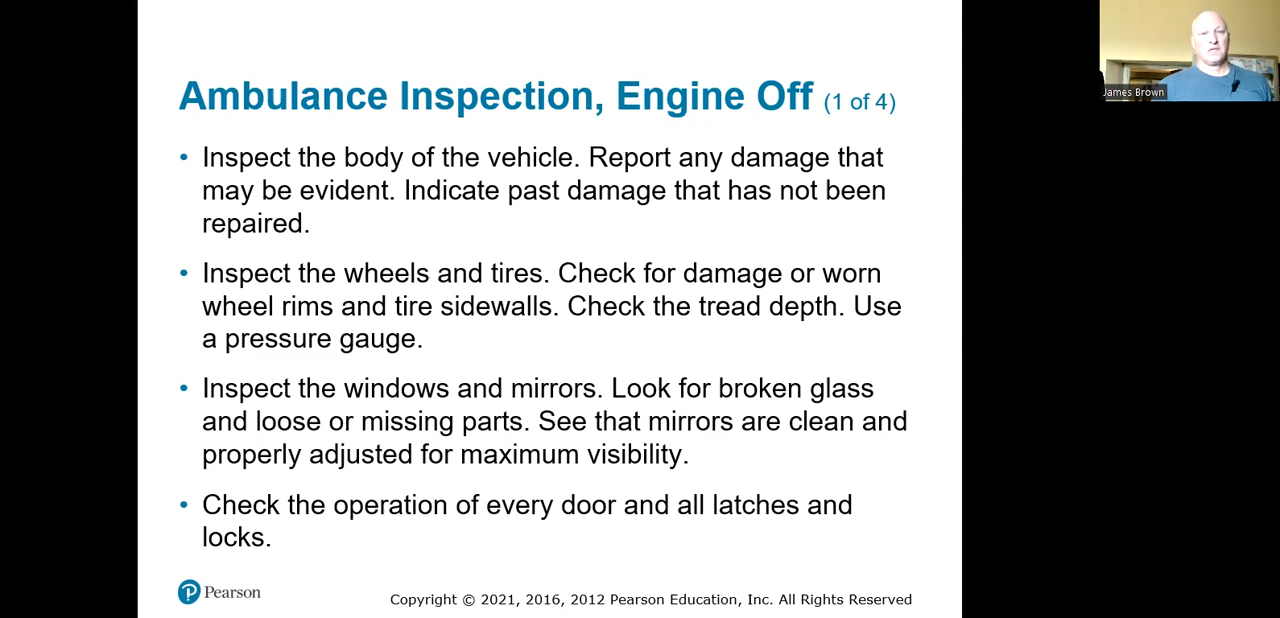 Ambulance Inspection, Engine Off (1 of 4)
• Inspect the body of the vehicle. Report any damage that
may be evident. Indicate past damage that has not been
repaired.
• Inspect the wheels and tires. Check for damage or worn
wheel rims and tire sidewalls. Check the tread depth. Use
a pressure gauge.
• Inspect the windows and mirrors. Look for broken glass
and loose or missing parts. See that mirrors are clean and
properly adjusted for maximum visibility.
• Check the operation of every door and all latches and
locks.
Pearson
Copyright © 2021, 2016, 2012 Pearson Education, Inc. All Rights Reserved
James Brown